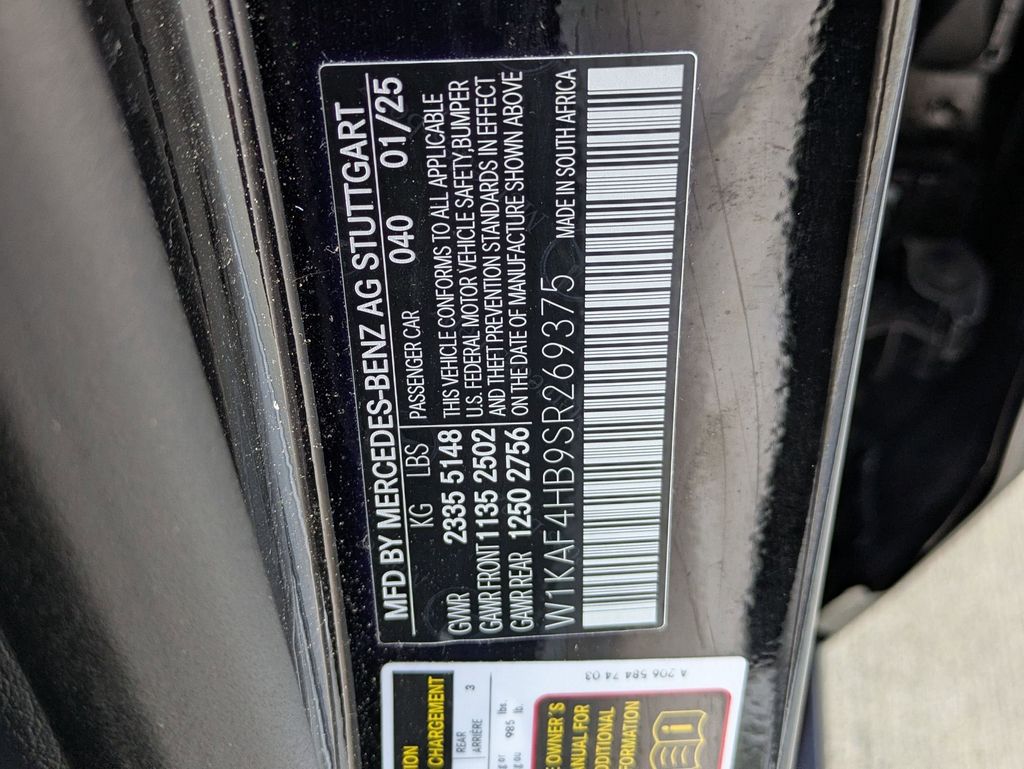 MFD BY MERCEDES-BENZ AG STUTTGART
KG LBS PASSENGER CAR 040 01/25
GWR 2335 5148 THIS VEHICLE CONFORMS TO ALL APPLICABLE
GAWR FRONT 1135 2502 U.S. FEDERAL MOTOR VEHICLE SAFETY,BUMPER
GAWR REAR 1250 2756 AND THEFT PREVENTION STANDARDS IN EFFECT
ON THE DATE OF MANUFACTURE SHOWN ABOVE
W1KAF4HB9SR269375 MADE IN SOUTH AFRICA
CHARGEMENT
REAR 3
ARRIÈRE
lbs.
985 lb.
OWNER'S
MANUAL FOR
A 206 584 74 03